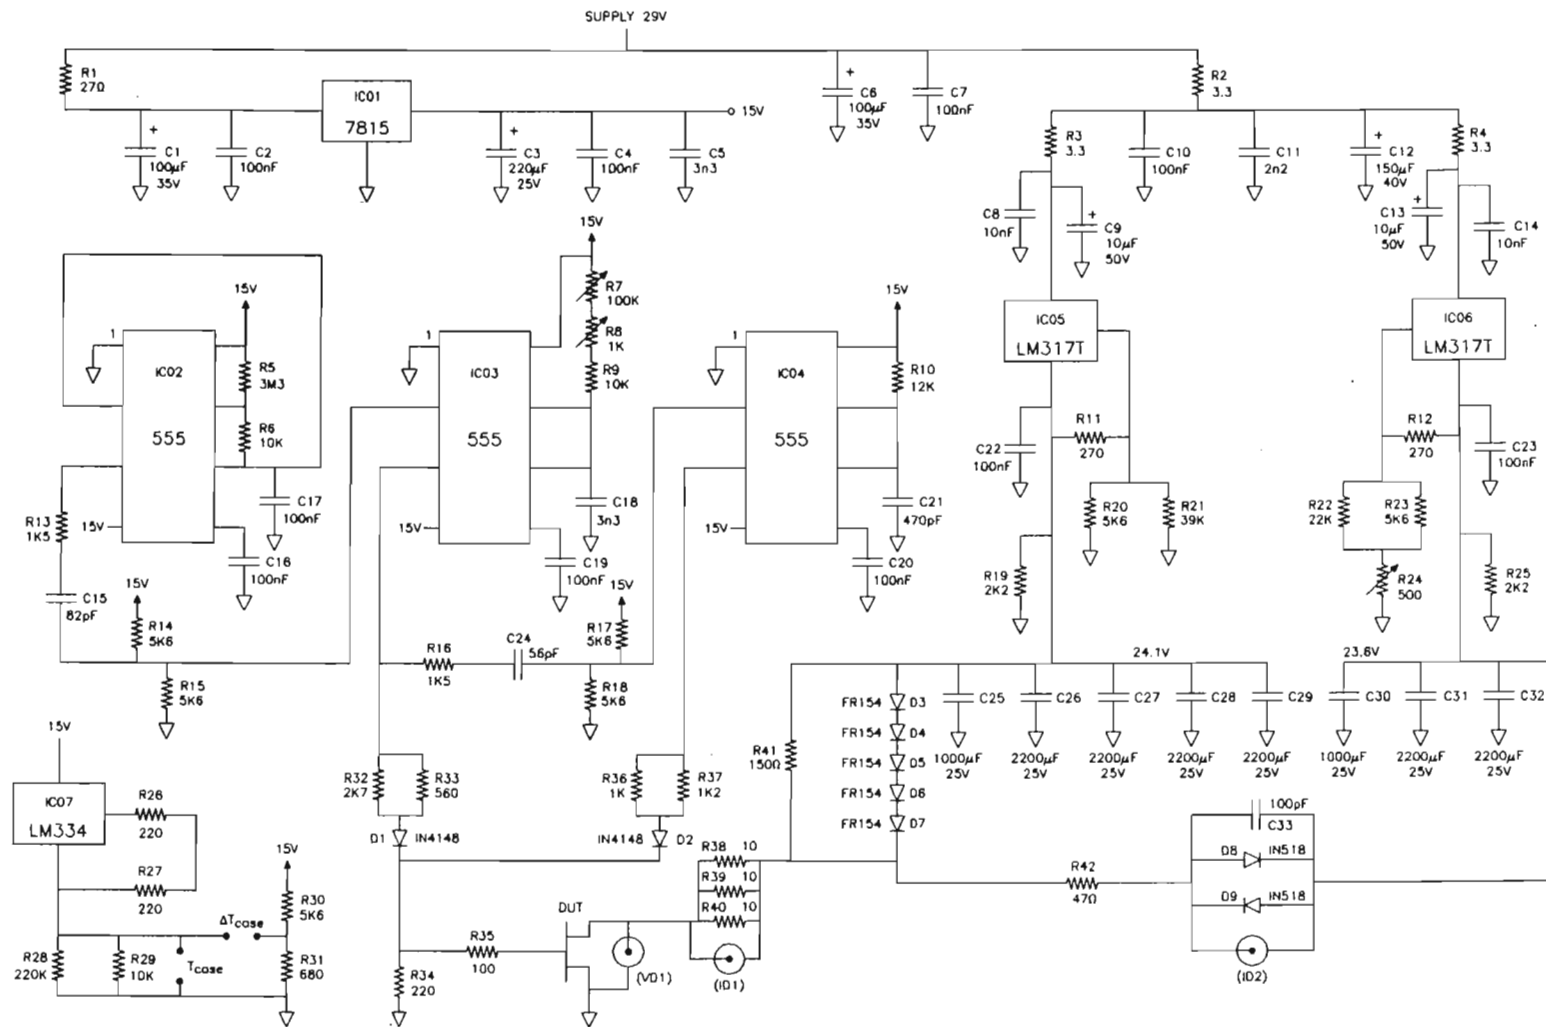 SUPPLY 29V
R1
27Ω
IC01
7815
15V
C1
100µF
35V
C2
100nF
C3
220µF
25V
C4
100nF
C5
3n3
C6
100µF
35V
C7
100nF
R2
3.3
R3
3.3
R4
3.3
C10
100nF
C11
2n2
C12
150µF
40V
C8
10nF
C9
10µF
50V
C13
10µF
50V
C14
10nF
15V
1
IC02
555
R5
3M3
R6
10K
R13
1K5
15V
C17
100nF
C16
100nF
C15
82pF
15V
R14
5K6
R15
5K6
15V
1
IC03
555
R7
100K
R8
1K
R9
10K
15V
C18
3n3
C19
100nF
R16
1K5
C24
56pF
15V
R17
5K6
R18
5K6
15V
1
IC04
555
R10
12K
15V
C21
470pF
C20
100nF
IC05
LM317T
IC06
LM317T
C22
100nF
R11
270
R12
270
C23
100nF
R20
5K6
R21
39K
R22
22K
R23
5K6
R19
2K2
R24
500
R25
2K2
24.1V
23.6V
FR154 D3
FR154 D4
FR154 D5
FR154 D6
FR154 D7
C25
1000µF
25V
C26
2200µF
25V
C27
2200µF
25V
C28
2200µF
25V
C29
2200µF
25V
C30
1000µF
25V
C31
2200µF
25V
C32
2200µF
25V
R41
150Ω
15V
IC07
LM334
R26
220
R27
220
R28
220K
R29
10K
Tcase
ΔTcase
15V
R30
5K6
R31
680
R32
2K7
R33
560
R36
1K
R37
1K2
D1 IN4148
IN4148 D2
R34
220
R35
100
DUT
(VD1)
R38 10
R39 10
R40 10
(ID1)
R42
47Ω
100pF
C33
D8 IN518
D9 IN518
(ID2)